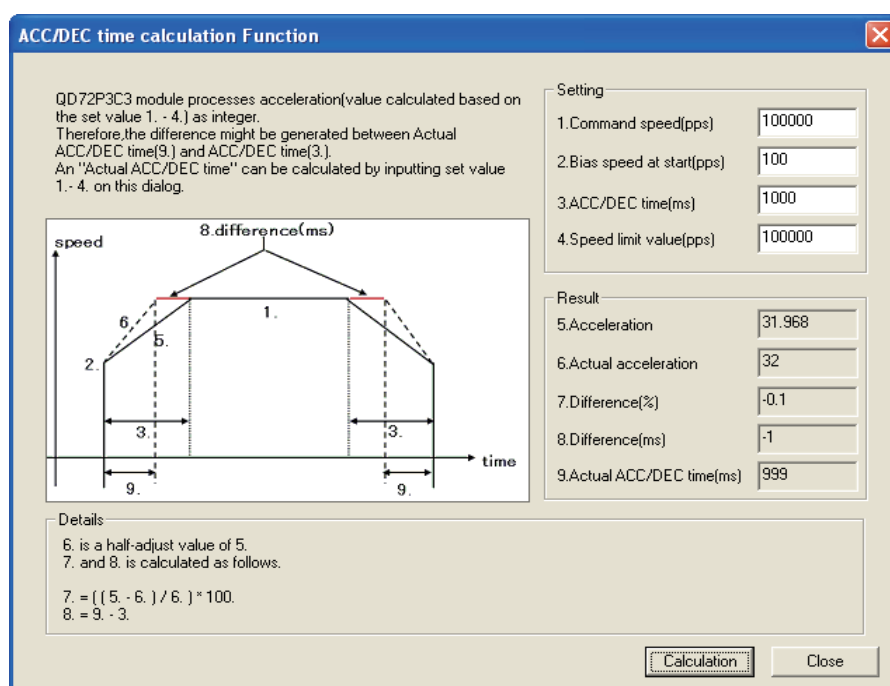 ACC/DEC time calculation Function
QD72P3C3 module processes acceleration(value calculated based on
the set value 1. - 4.) as integer.
Therefore,the difference might be generated between Actual
ACC/DEC time(9.) and ACC/DEC time(3.).
An "Actual ACC/DEC time" can be calculated by inputting set value
1.- 4. on this dialog.
speed
8.difference(ms)
6.
5.
1.
2.
3.
3.
time
9.
9.
Setting
1.Command speed(pps) 100000
2.Bias speed at start(pps) 100
3.ACC/DEC time(ms) 1000
4.Speed limit value(pps) 100000
Result
5.Acceleration 31.968
6.Actual acceleration 32
7.Difference(%) -0.1
8.Difference(ms) -1
9.Actual ACC/DEC time(ms) 999
Details
6. is a half-adjust value of 5.
7. and 8. is calculated as follows.
7. = ( ( 5. - 6. ) / 6. ) * 100.
8. = 9. - 3.
Calculation Close